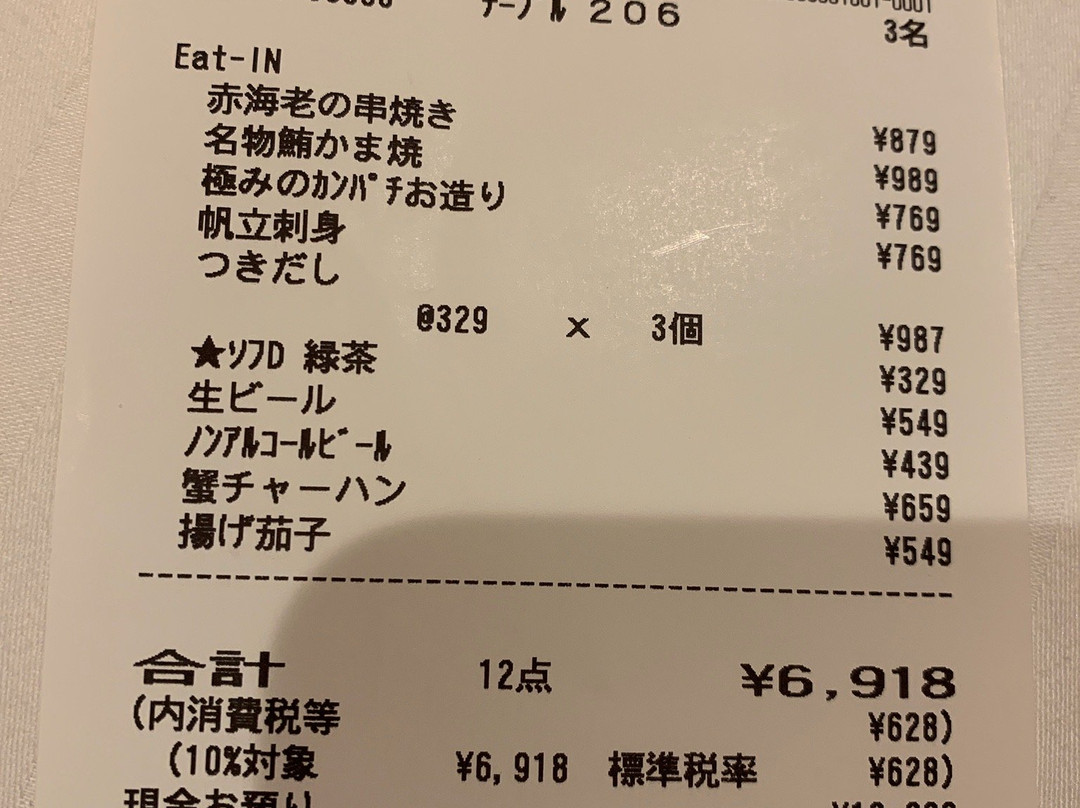 テーブル 206
3名
Eat-IN
赤海老の串焼き ¥879
名物鮪かま焼 ¥989
極みのｶﾝﾊﾟﾁお造り ¥769
帆立刺身 ¥769
つきだし
@329 × 3個 ¥987
★ｿﾌD 緑茶 ¥329
生ビール ¥549
ﾉﾝｱﾙｺｰﾙﾋﾞｰﾙ ¥439
蟹チャーハン ¥659
揚げ茄子 ¥549
合計 12点 ¥6,918
(内消費税等 ¥628)
(10%対象 ¥6,918 標準税率 ¥628)
現金お預り